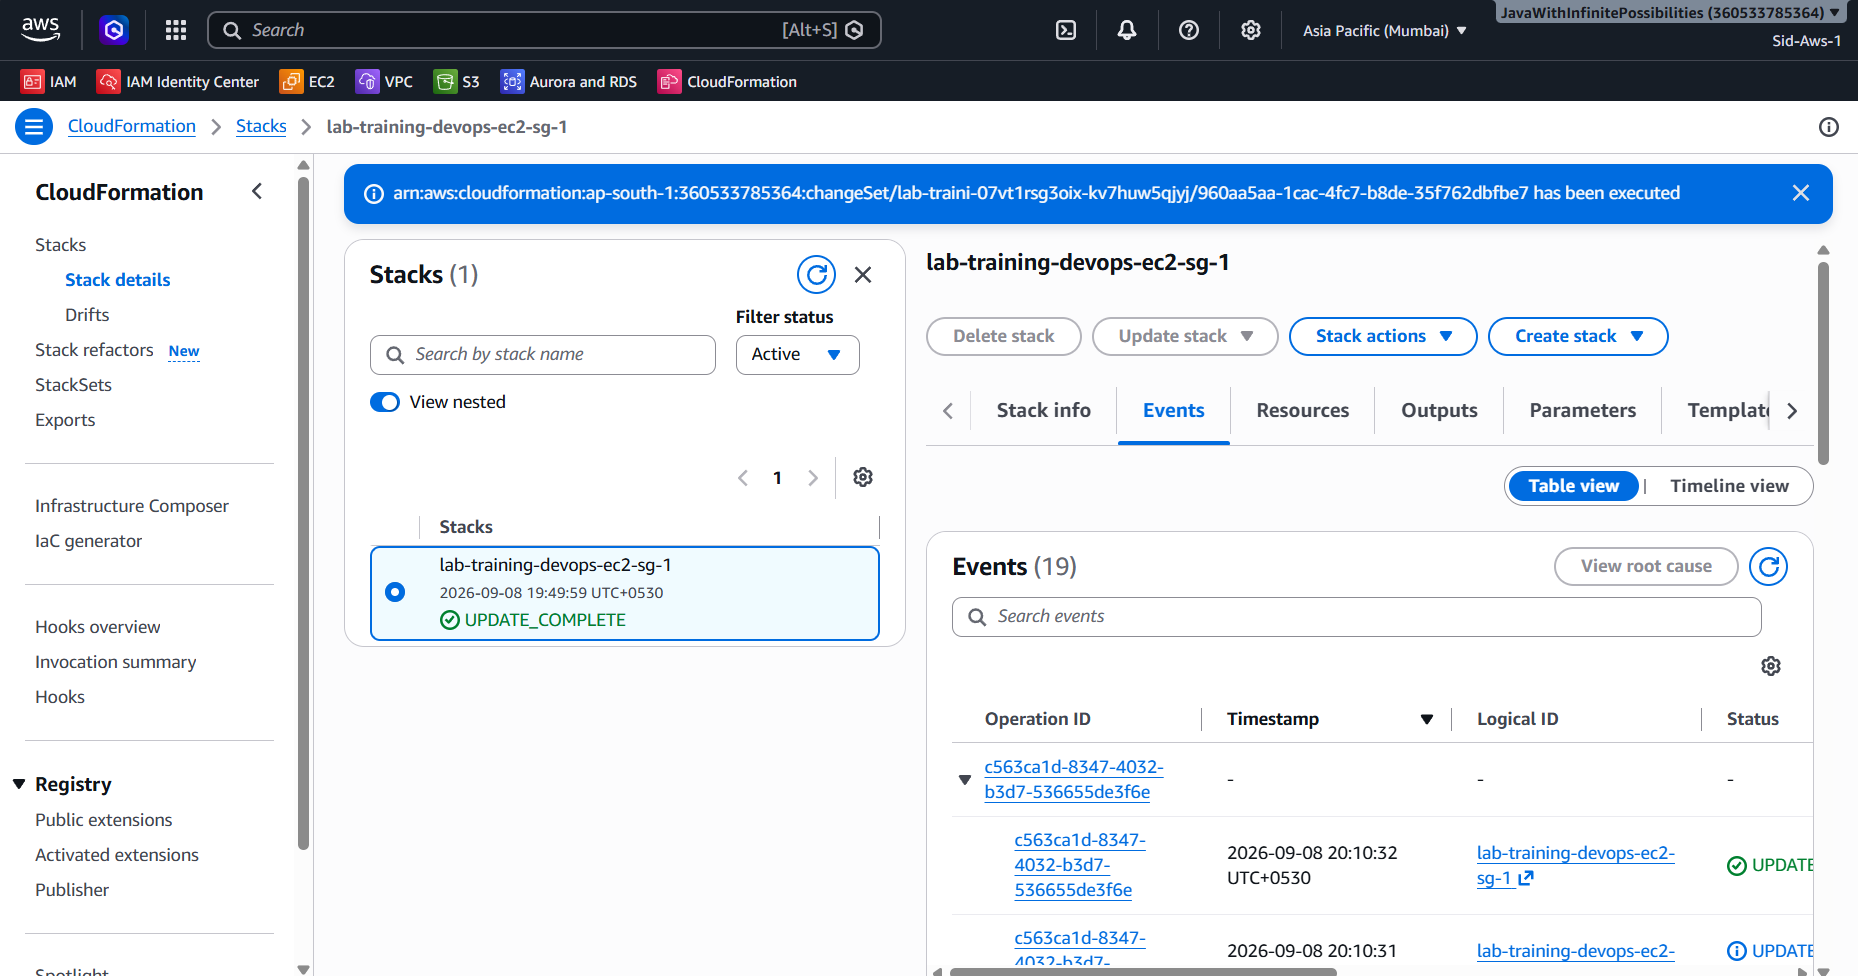 aws
Search
[Alt+S]
Asia Pacific (Mumbai)
JavaWithInfinitePossibilities (360533785364)
Sid-Aws-1
IAM
IAM Identity Center
EC2
VPC
S3
Aurora and RDS
CloudFormation
CloudFormation
Stacks
lab-training-devops-ec2-sg-1
CloudFormation
Stacks
Stack details
Drifts
Stack refactors New
StackSets
Exports
Infrastructure Composer
IaC generator
Hooks overview
Invocation summary
Hooks
Registry
Public extensions
Activated extensions
Publisher
Spotlight
arn:aws:cloudformation:ap-south-1:360533785364:changeSet/lab-traini-07vt1rsg3oix-kv7huw5qjyj/960aa5aa-1cac-4fc7-b8de-35f762dbfbe7 has been executed
Stacks (1)
Filter status
Search by stack name
Active
View nested
1
Stacks
lab-training-devops-ec2-sg-1
2026-09-08 19:49:59 UTC+0530
UPDATE_COMPLETE
lab-training-devops-ec2-sg-1
Delete stack
Update stack
Stack actions
Create stack
Stack info
Events
Resources
Outputs
Parameters
Template
Table view
Timeline view
Events (19)
View root cause
Search events
Operation ID
Timestamp
Logical ID
Status
c563ca1d-8347-4032-
b3d7-536655de3f6e
-
-
-
c563ca1d-8347-
4032-b3d7-
536655de3f6e
2026-09-08 20:10:32
UTC+0530
lab-training-devops-ec2-
sg-1
UPDATE
c563ca1d-8347-
4032-b3d7-
2026-09-08 20:10:31
lab-training-devops-ec2-
UPDATE